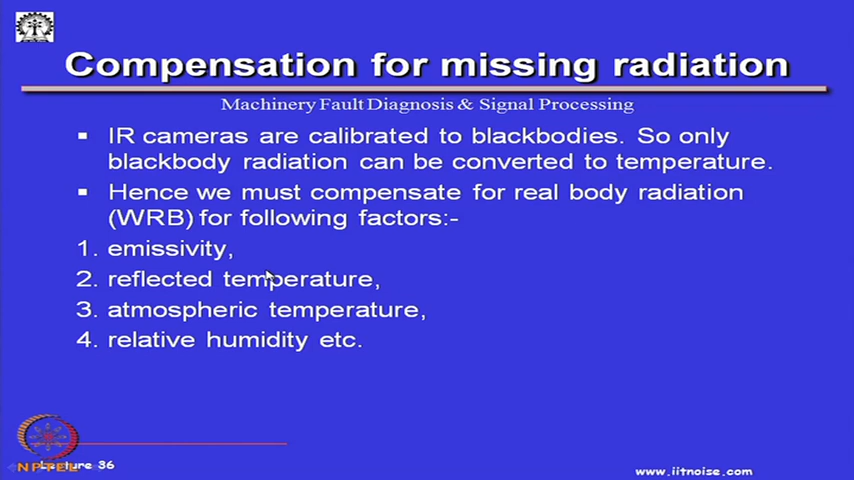 Compensation for missing radiation
Machinery Fault Diagnosis & Signal Processing
▪ IR cameras are calibrated to blackbodies. So only
blackbody radiation can be converted to temperature.
▪ Hence we must compensate for real body radiation
(WRB) for following factors:-
1. emissivity,
2. reflected temperature,
3. atmospheric temperature,
4. relative humidity etc.
NPTEL
Lecture 36
www.iitnoise.com